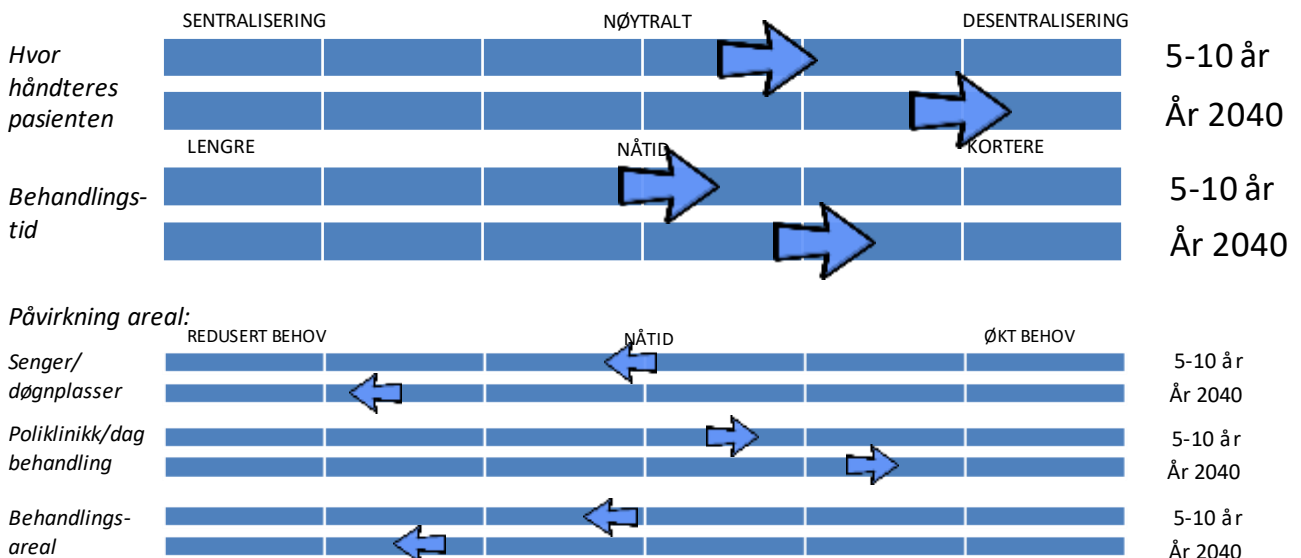 SENTRALISERING NØYTRALT DESENTRALISERING
Hvor
håndteres
pasienten
5-10 år
År 2040
LENGRE NÅTID KORTERE
Behandlings-
tid
5-10 år
År 2040
Påvirkning areal:
REDUSERT BEHOV NÅTID ØKT BEHOV
Senger/
døgnplasser
5-10 år
År 2040
Poliklinikk/dag
behandling
5-10 år
År 2040
Behandlings-
areal
5-10 år
År 2040